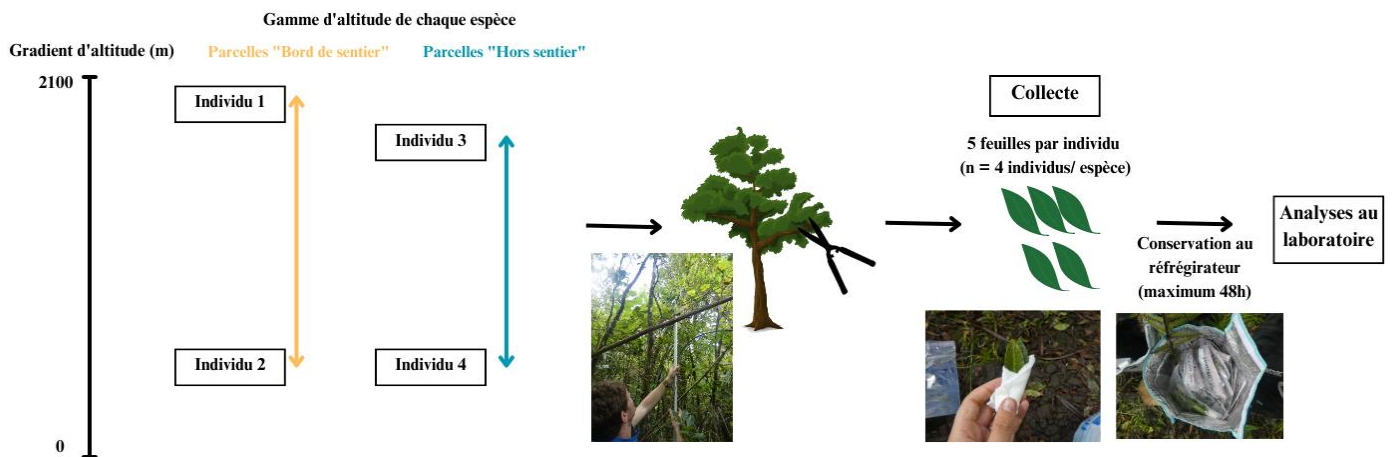 Gamme d'altitude de chaque espèce
Gradient d'altitude (m)
Parcelles "Bord de sentier"
Parcelles "Hors sentier"
2100
Individu 1
Individu 3
Individu 2
Individu 4
0
Collecte
5 feuilles par individu
(n = 4 individus/ espèce)
Conservation au
réfrégirateur
(maximum 48h)
Analyses au
laboratoire